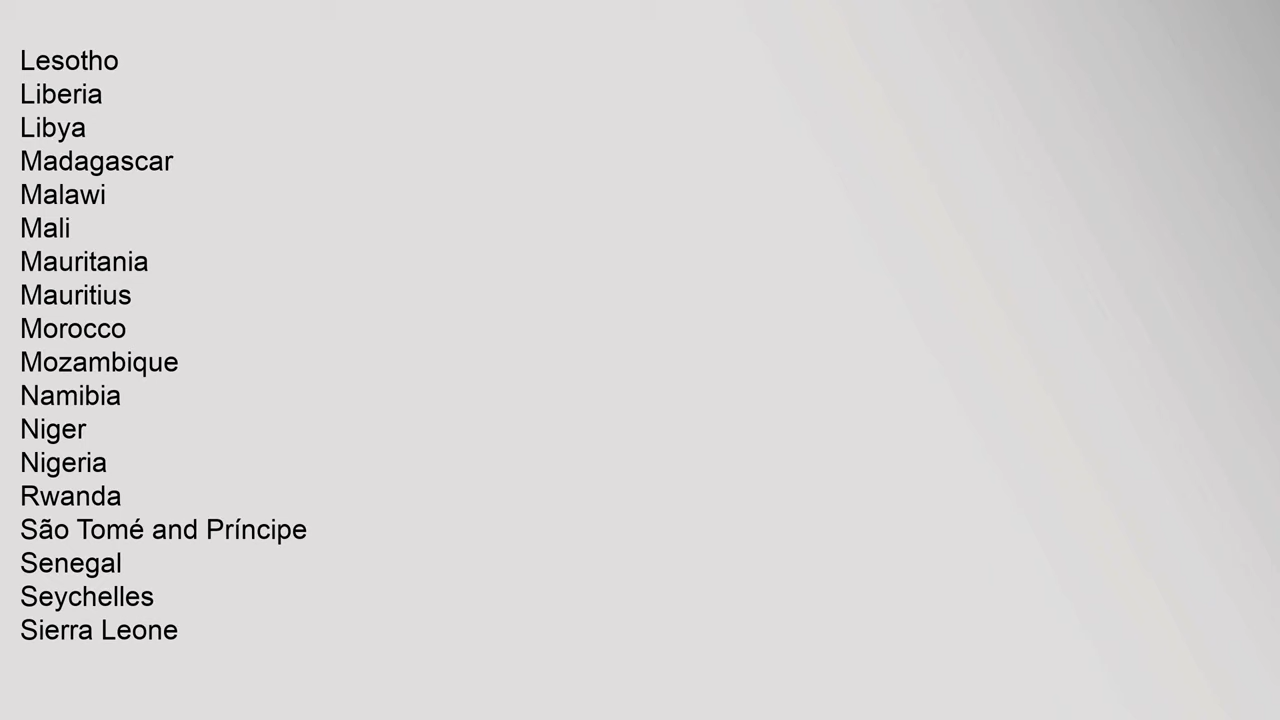 Lesotho
Liberia
Libya
Madagascar
Malawi
Mali
Mauritania
Mauritius
Morocco
Mozambique
Namibia
Niger
Nigeria
Rwanda
São Tomé and Príncipe
Senegal
Seychelles
Sierra Leone